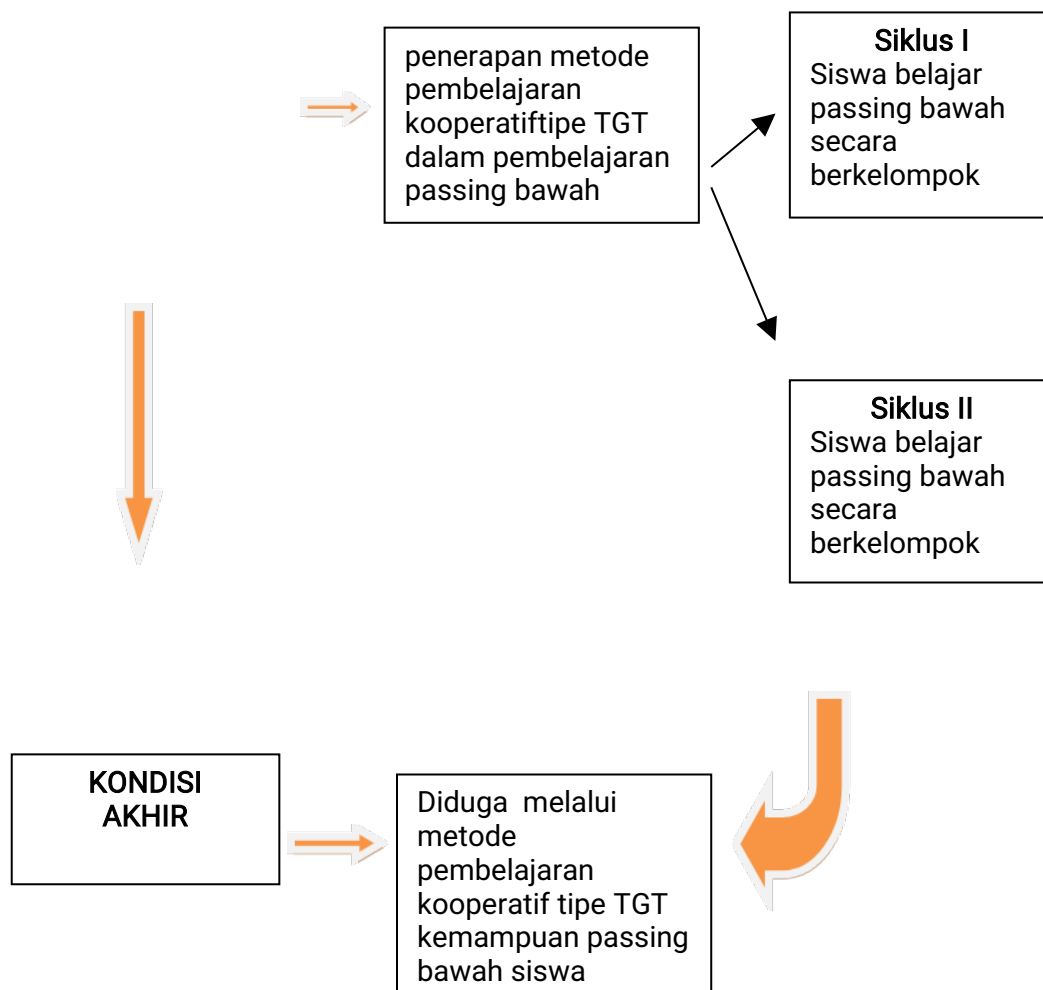 penerapan metode
pembelajaran
kooperatiftipe TGT
dalam pembelajaran
passing bawah
Siklus I
Siswa belajar
passing bawah
secara
berkelompok
Siklus II
Siswa belajar
passing bawah
secara
berkelompok
KONDISI
AKHIR
Diduga melalui
metode
pembelajaran
kooperatif tipe TGT
kemampuan passing
bawah siswa